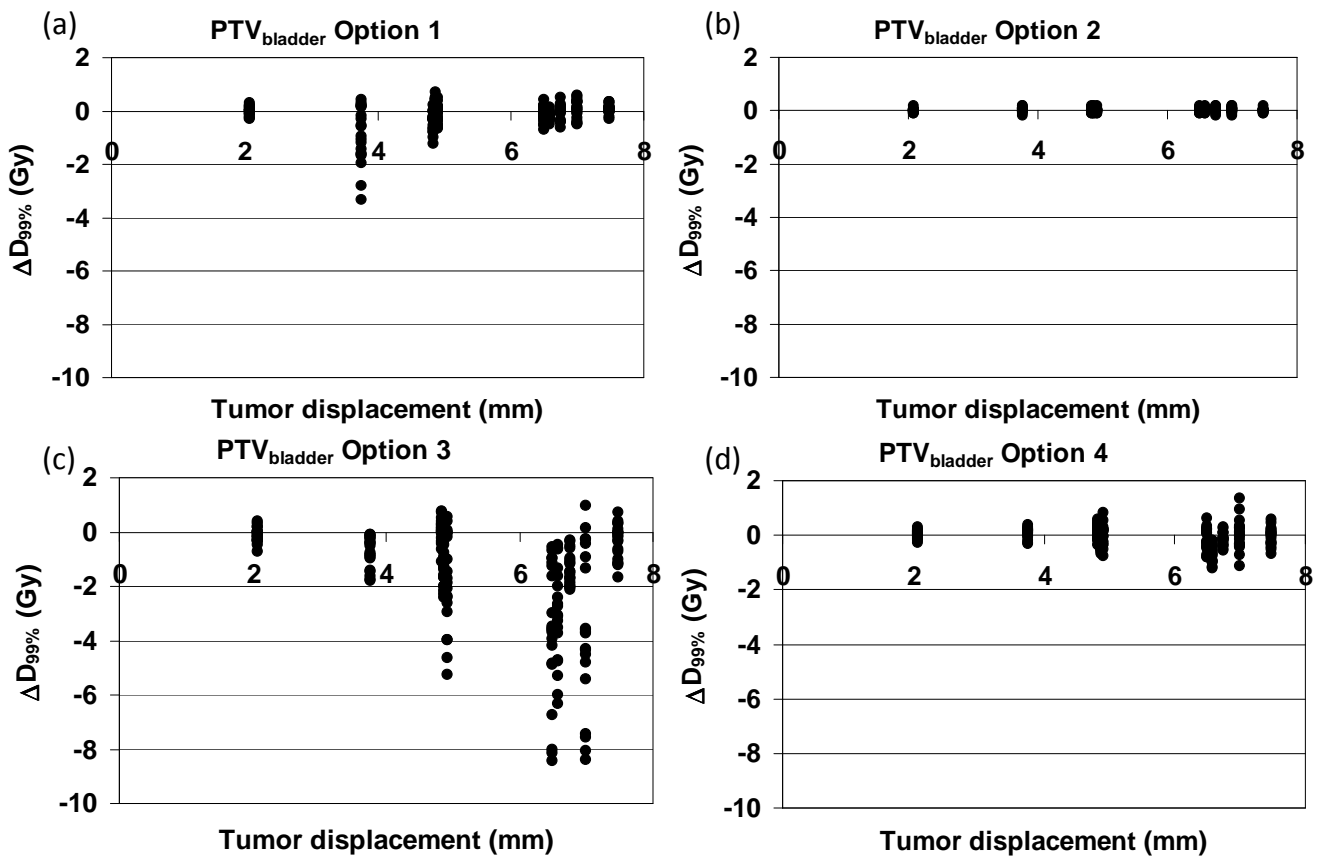 (a)
PTVbladder Option 1
2
0
-2
-4
-6
-8
-10
0 2 4 6 8
ΔD99% (Gy)
Tumor displacement (mm)
(b)
PTVbladder Option 2
2
0
-2
-4
-6
-8
-10
0 2 4 6 8
ΔD99% (Gy)
Tumor displacement (mm)
(c)
PTVbladder Option 3
2
0
-2
-4
-6
-8
-10
0 2 4 6 8
ΔD99% (Gy)
Tumor displacement (mm)
(d)
PTVbladder Option 4
2
0
-2
-4
-6
-8
-10
0 2 4 6 8
ΔD99% (Gy)
Tumor displacement (mm)